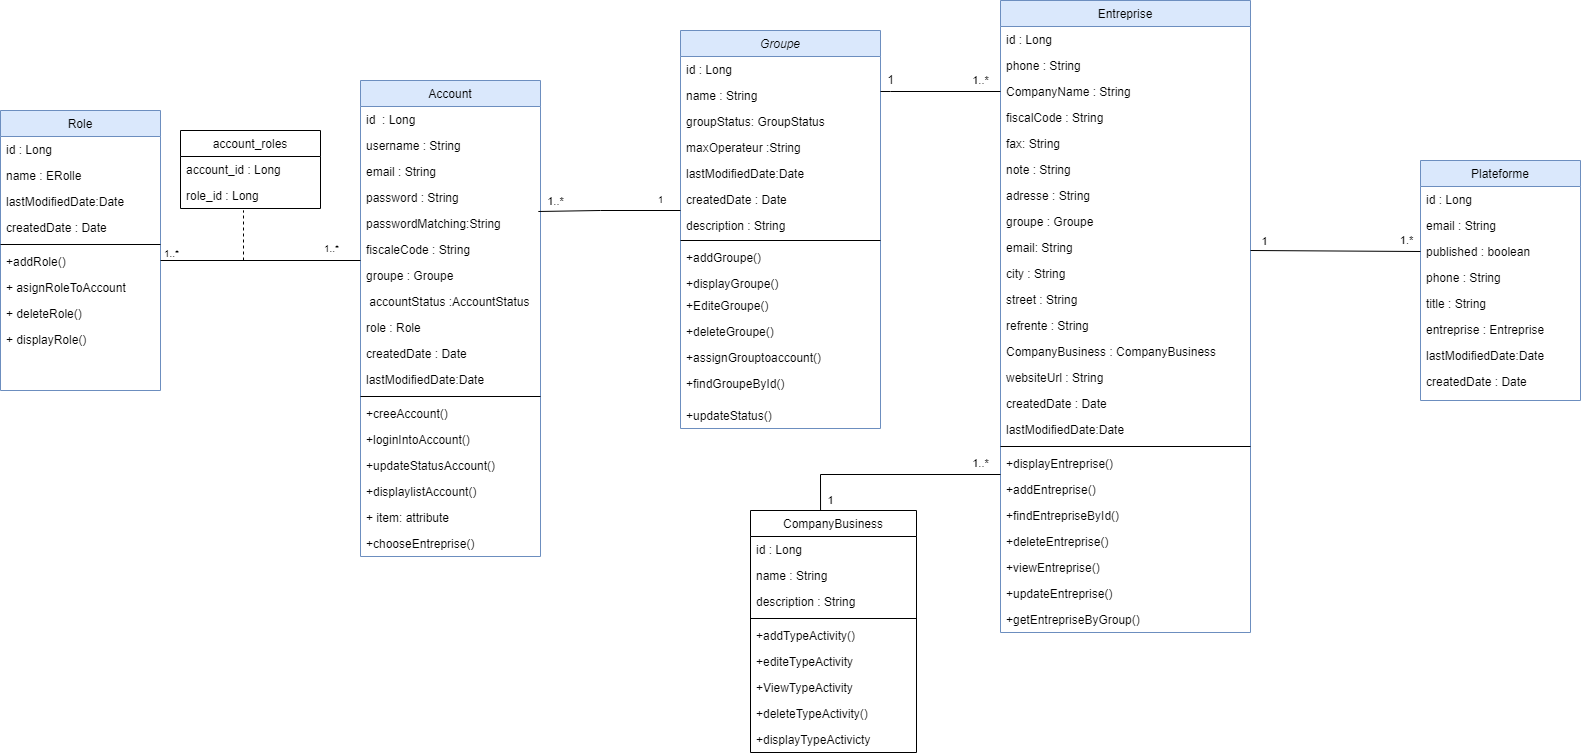 Role
id : Long
name : ERolle
lastModifiedDate:Date
createdDate : Date
+addRole()
+ asignRoleToAccount
+ deleteRole()
+ displayRole()
account_roles
account_id : Long
role_id : Long
1..*
1..*
Account
id  : Long
username : String
email : String
password : String
passwordMatching:String
fiscaleCode : String
groupe : Groupe
accountStatus :AccountStatus
role : Role
createdDate : Date
lastModifiedDate:Date
+creeAccount()
+loginIntoAccount()
+updateStatusAccount()
+displaylistAccount()
+ item: attribute
+chooseEntreprise()
1..*
1
Groupe
id : Long
name : String
groupStatus: GroupStatus
maxOperateur :String
lastModifiedDate:Date
createdDate : Date
description : String
+addGroupe()
+displayGroupe()
+EditeGroupe()
+deleteGroupe()
+assignGrouptoaccount()
+findGroupeById()
+updateStatus()
1
1..*
Entreprise
id : Long
phone : String
CompanyName : String
fiscalCode : String
fax: String
note : String
adresse : String
groupe : Groupe
email: String
city : String
street : String
refrente : String
CompanyBusiness : CompanyBusiness
websiteUrl : String
createdDate : Date
lastModifiedDate:Date
+displayEntreprise()
+addEntreprise()
+findEntrepriseById()
+deleteEntreprise()
+viewEntreprise()
+updateEntreprise()
+getEntrepriseByGroup()
1..*
1
CompanyBusiness
id : Long
name : String
description : String
+addTypeActivity()
+editeTypeActivity
+ViewTypeActivity
+deleteTypeActivity()
+displayTypeActivicty
1
1.*
Plateforme
id : Long
email : String
published : boolean
phone : String
title : String
entreprise : Entreprise
lastModifiedDate:Date
createdDate : Date